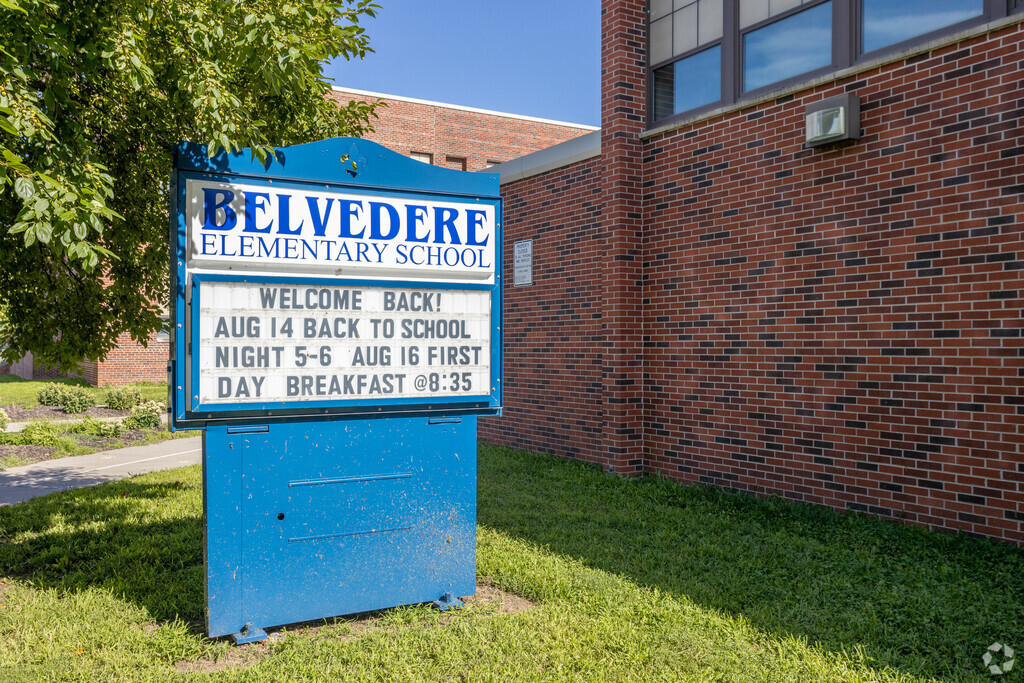 BELVEDERE
ELEMENTARY SCHOOL
WELCOME BACK!
AUG 14 BACK TO SCHOOL
NIGHT 5-6 AUG 16 FIRST
DAY BREAKFAST @8:35